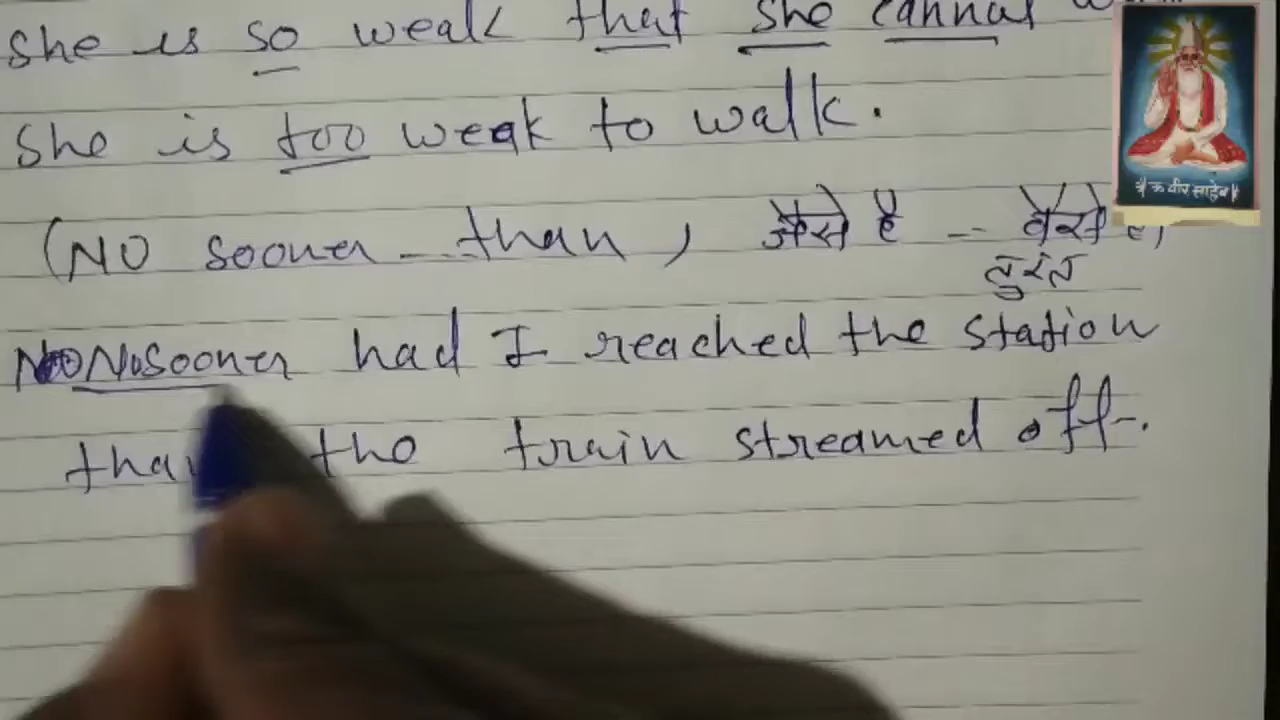 she is so weak that she cannot
she is too weak to walk.
(NO sooner ... than , जैसे है -- वैसे ही
तुरंत
No sooner had I reached the station
than the train streamed off.
श्री कबीर साहेब जी